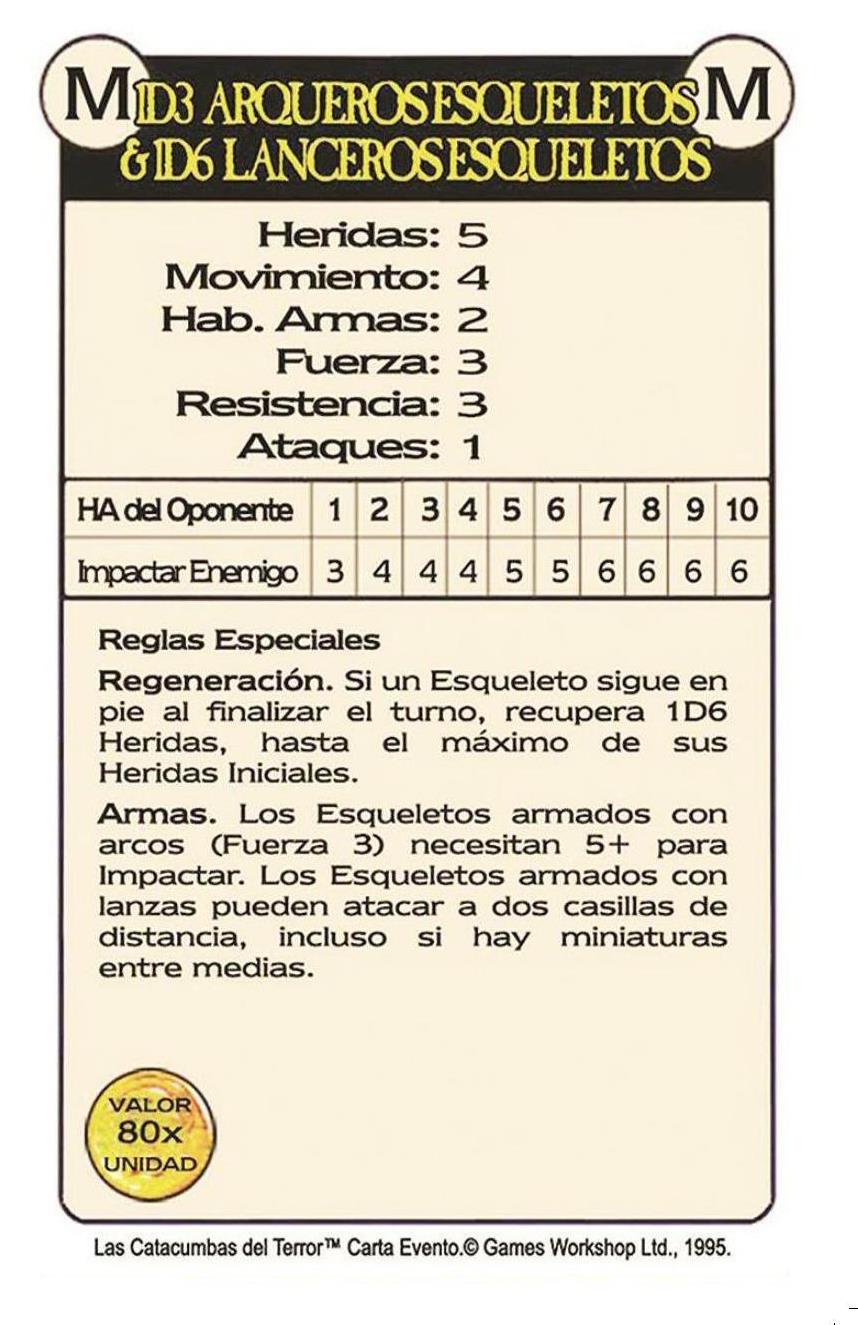 M 1D3 ARQUEROS ESQUELETOS M
& 1D6 LANCEROS ESQUELETOS
Heridas: 5
Movimiento: 4
Hab. Armas: 2
Fuerza: 3
Resistencia: 3
Ataques: 1
HA del Oponente 1 2 3 4 5 6 7 8 9 10
Impactar Enemigo 3 4 4 4 5 5 6 6 6 6
Reglas Especiales
Regeneración. Si un Esqueleto sigue en
pie al finalizar el turno, recupera 1D6
Heridas, hasta el máximo de sus
Heridas Iniciales.
Armas. Los Esqueletos armados con
arcos (Fuerza 3) necesitan 5+ para
Impactar. Los Esqueletos armados con
lanzas pueden atacar a dos casillas de
distancia, incluso si hay miniaturas
entre medias.
VALOR
80x
UNIDAD
Las Catacumbas del Terror™ Carta Evento.© Games Workshop Ltd., 1995.